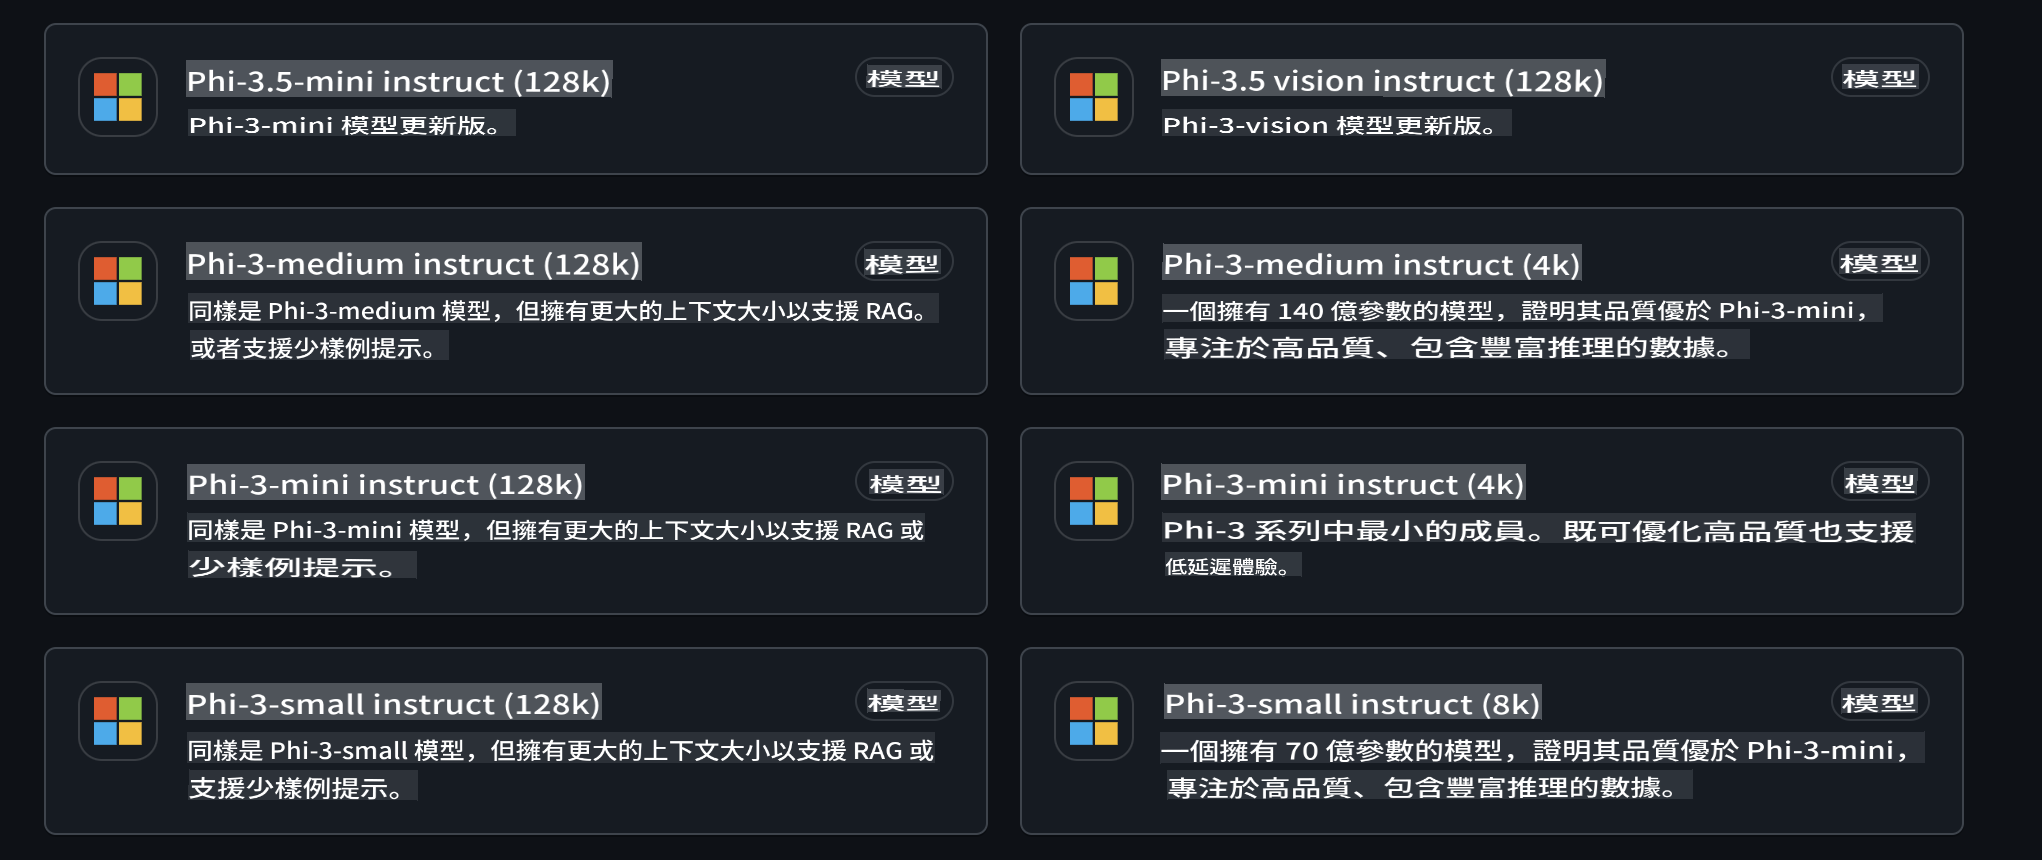 Phi-3.5-mini instruct (128k)
模型
Phi-3-mini 模型更新版。
Phi-3.5 vision instruct (128k)
模型
Phi-3-vision 模型更新版。
Phi-3-medium instruct (128k)
模型
同樣是 Phi-3-medium 模型，但擁有更大的上下文大小以支援 RAG。
或者支援少樣例提示。
Phi-3-medium instruct (4k)
模型
一個擁有 140 億參數的模型，證明其品質優於 Phi-3-mini，
專注於高品質、包含豐富推理的數據。
Phi-3-mini instruct (128k)
模型
同樣是 Phi-3-mini 模型，但擁有更大的上下文大小以支援 RAG 或
少樣例提示。
Phi-3-mini instruct (4k)
模型
Phi-3 系列中最小的成員。既可優化高品質也支援
低延遲體驗。
Phi-3-small instruct (128k)
模型
同樣是 Phi-3-small 模型，但擁有更大的上下文大小以支援 RAG 或
支援少樣例提示。
Phi-3-small instruct (8k)
模型
一個擁有 70 億參數的模型，證明其品質優於 Phi-3-mini，
專注於高品質、包含豐富推理的數據。